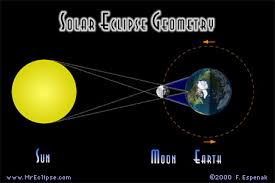 Solar Eclipse Geometry
Sun Moon Earth
www.MrEclipse.com ©2000 F. Espenak